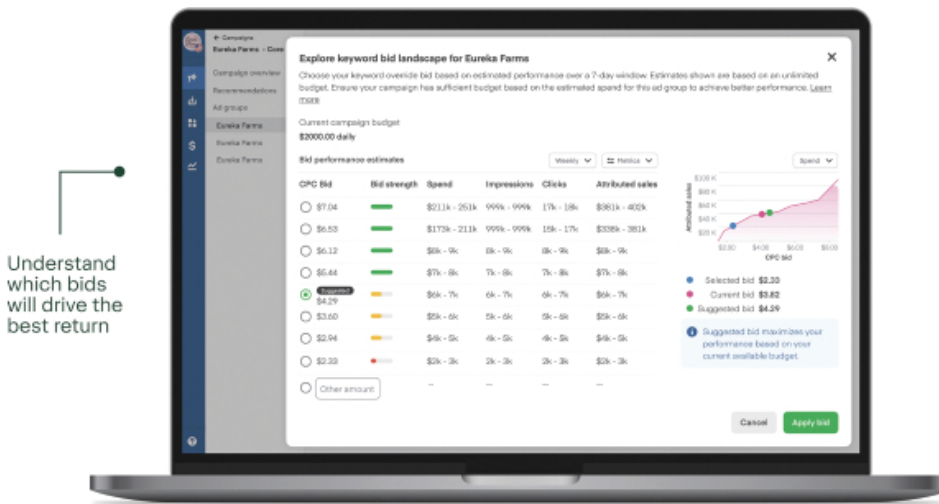 ← Campaigns
Eureka Farms - Core
Campaign overview
Recommendations
Ad groups
Eureka Farms
Eureka Farms
Eureka Farms
Understand
which bids
will drive the
best return
Explore keyword bid landscape for Eureka Farms
Choose your keyword override bid based on estimated performance over a 7-day window. Estimates shown are based on an unlimited
budget. Ensure your campaign has sufficient budget based on the estimated spend for this ad group to achieve better performance. Learn
more
Current campaign budget
$2000.00 daily
Bid performance estimates
Weekly Metrics
CPC Bid Bid strength Spend Impressions Clicks Attributed sales
$7.04 $211k - 251k 999k - 999k 17k - 18k $381k - 402k
$6.53 $173k - 211k 999k - 999k 15k - 17k $338k - 381k
$6.12 $8k - 9k 8k - 9k 8k - 9k $8k - 9k
$5.44 $7k - 8k 7k - 8k 7k - 8k $7k - 8k
Suggested
$4.29 $6k - 7k 6k - 7k 6k - 7k $6k - 7k
$3.60 $5k - 6k 5k - 6k 5k - 6k $5k - 6k
$2.94 $4k - 5k 4k - 5k 4k - 5k $4k - 5k
$2.33 $2k - 3k 2k - 3k 2k - 3k $2k - 3k
Other amount — — — —
Spend
Attributed sales
$100 K
$80 K
$60 K
$40 K
$20 K
$2.00 $4.00 $6.00 $8.00
CPC bid
Selected bid $2.33
Current bid $3.82
Suggested bid $4.29
Suggested bid maximizes your
performance based on your
current available budget.
Cancel Apply bid